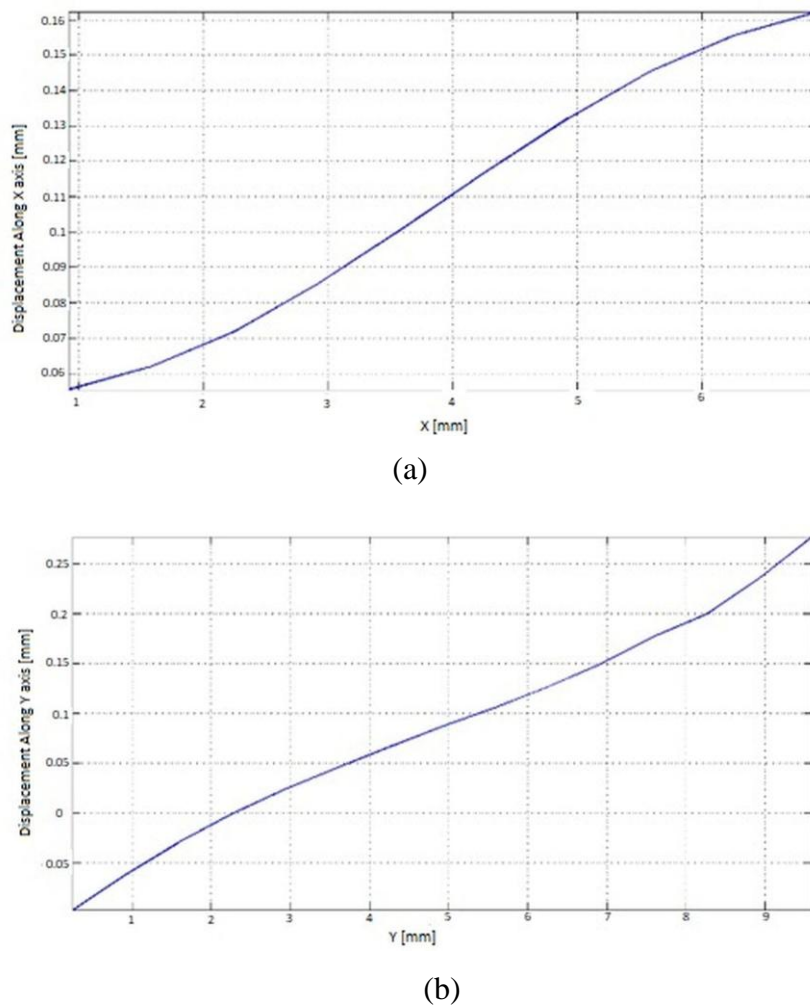 0.16
0.15
0.14
0.13
0.12
0.11
0.1
0.09
0.08
0.07
0.06
Displacement Along X axis [mm]
1 2 3 4 5 6
X [mm]
(a)
0.25
0.2
0.15
0.1
0.05
0
0.05
Displacement Along Y axis [mm]
1 2 3 4 5 6 7 8 9
Y [mm]
(b)